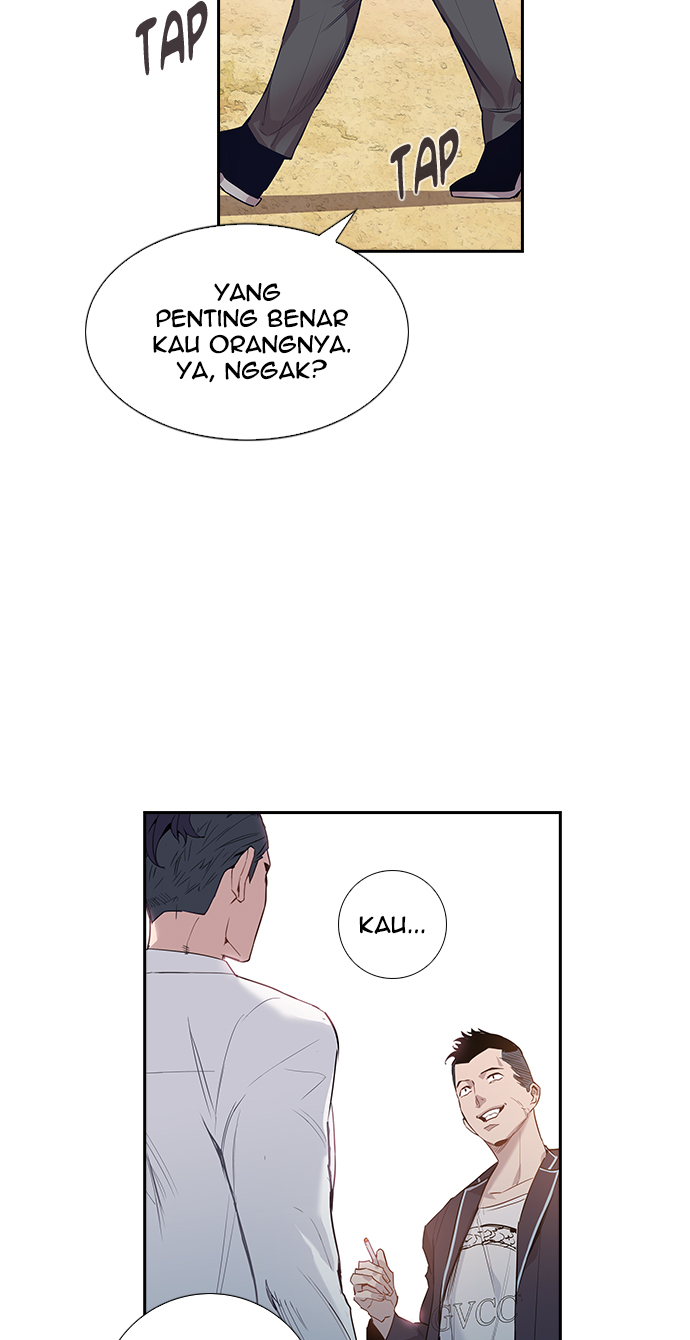 TAP
TAP
YANG
PENTING BENAR
KAU ORANGNYA.
YA, NGGAK?
KAU...
GVCC